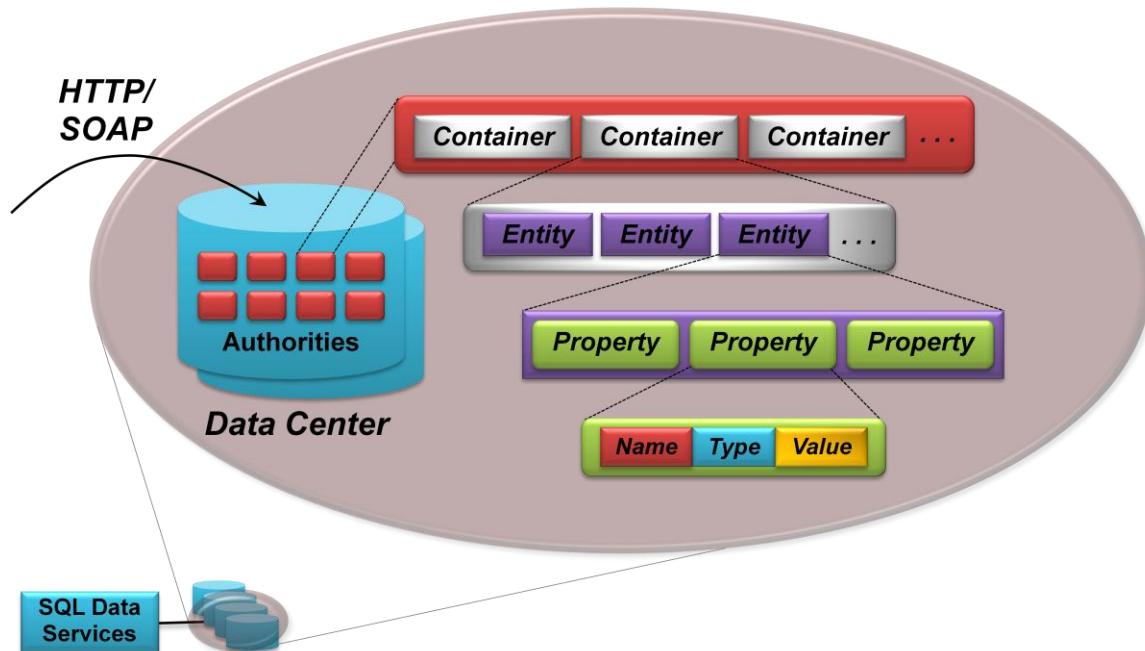 HTTP/
SOAP
Container Container Container . . .
Entity Entity Entity . . .
Authorities
Property Property Property
Data Center
Name Type Value
SQL Data
Services